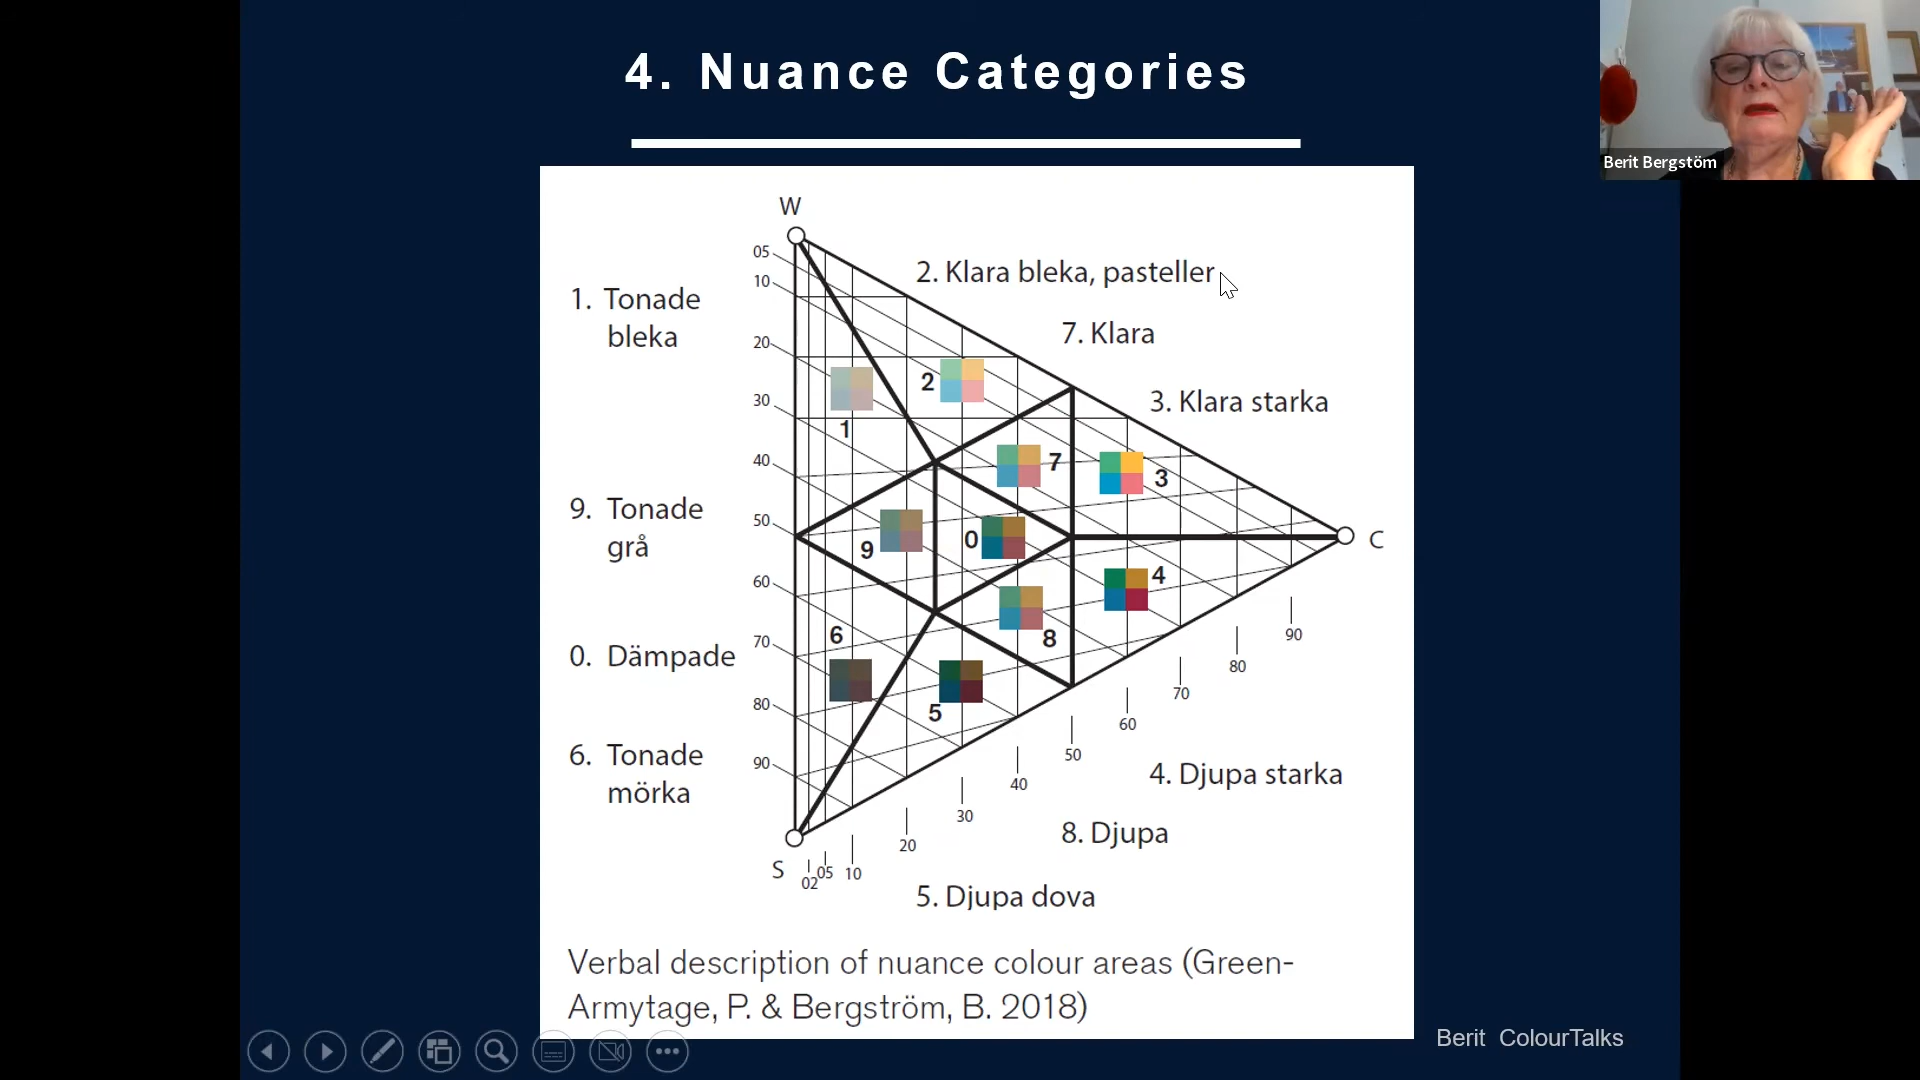 4. Nuance Categories
Berit Bergstöm
W
05
10
20
30
40
50
60
70
80
90
S
02
05
10
20
30
40
50
60
70
80
90
C
1. Tonade
bleka
2. Klara bleka, pasteller
7. Klara
3. Klara starka
9. Tonade
grå
0. Dämpade
6. Tonade
mörka
4. Djupa starka
8. Djupa
5. Djupa dova
1
2
7
3
9
0
4
8
6
5
Verbal description of nuance colour areas (Green-
Armytage, P. & Bergström, B. 2018)
Berit ColourTalks